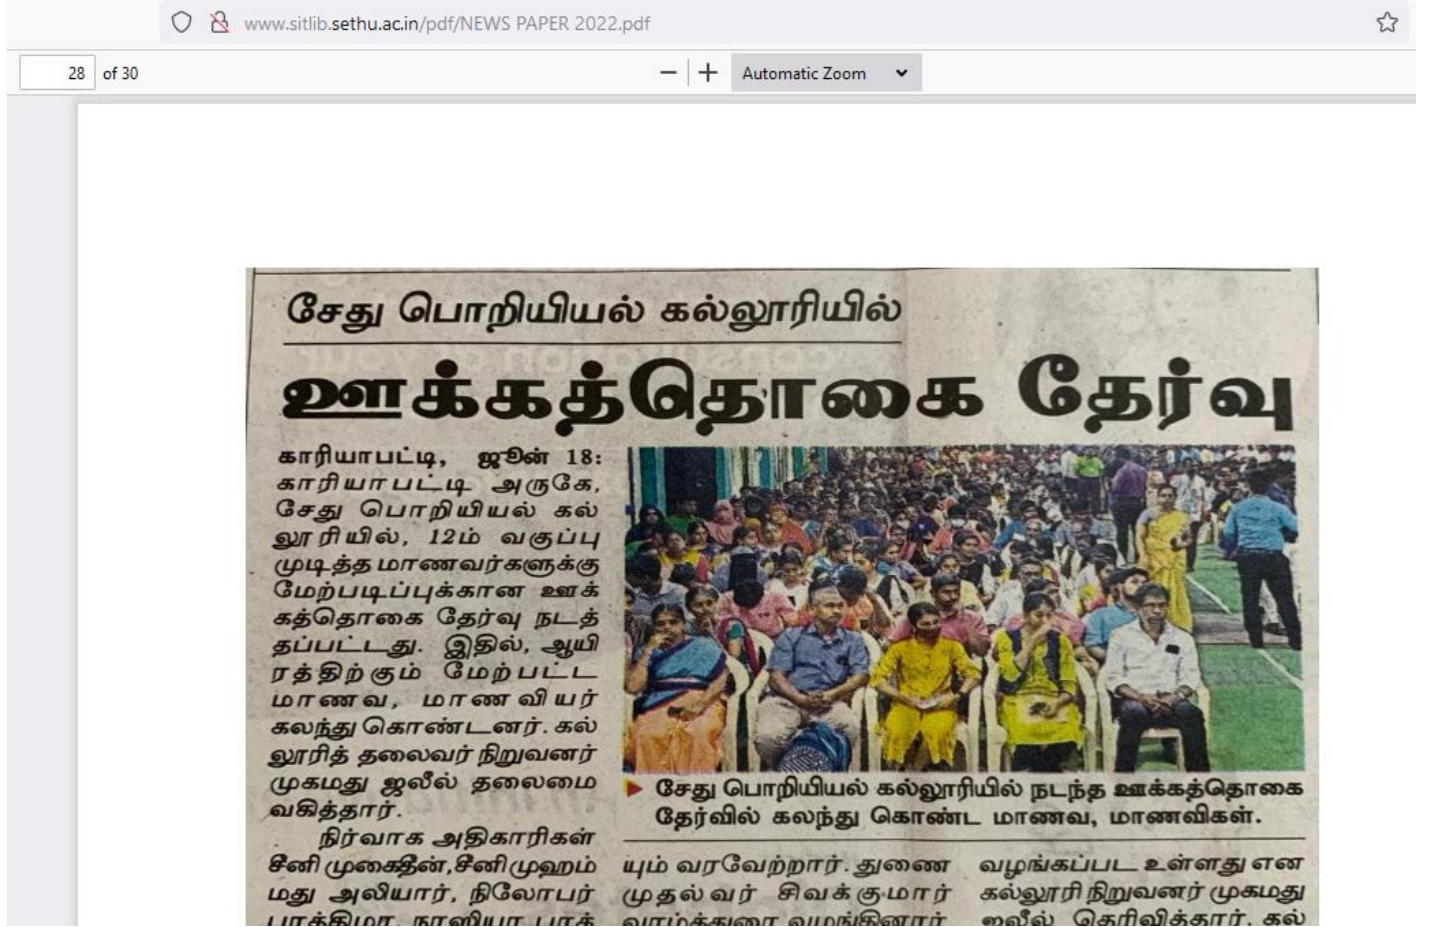 www.sitlib.sethu.ac.in/pdf/NEWS PAPER 2022.pdf
28 of 30
Automatic Zoom
சேது பொறியியல் கல்லூரியில்
ஊக்கத்தொகை தேர்வு
காரியாபட்டி, ஜூன் 18:
காரியாபட்டி அருகே,
சேது பொறியியல் கல்
லூரியில், 12ம் வகுப்பு
முடித்த மாணவர்களுக்கு
மேற்படிப்புக்கான ஊக்
கத்தொகை தேர்வு நடத்
தப்பட்டது. இதில், ஆயி
ரத்திற்கும் மேற்பட்ட
மாணவ, மாணவியர்
கலந்து கொண்டனர். கல்
லூரித் தலைவர் நிறுவனர்
முகமது ஜலீல் தலைமை
வகித்தார்.
நிர்வாக அதிகாரிகள்
சீனி முகைதீன், சீனி முஹம்
மது அலியார், நிலோபர்
பாத்திமா, நாஸியா பாத்
சேது பொறியியல் கல்லூரியில் நடந்த ஊக்கத்தொகை
தேர்வில் கலந்து கொண்ட மாணவ, மாணவிகள்.
யும் வரவேற்றார். துணை
முதல்வர் சிவக்குமார்
வாழ்த்துரை வழங்கினார்
வழங்கப்பட உள்ளது என
கல்லூரி நிறுவனர் முகமது
ஜலீல் தெரிவித்தார். கல்